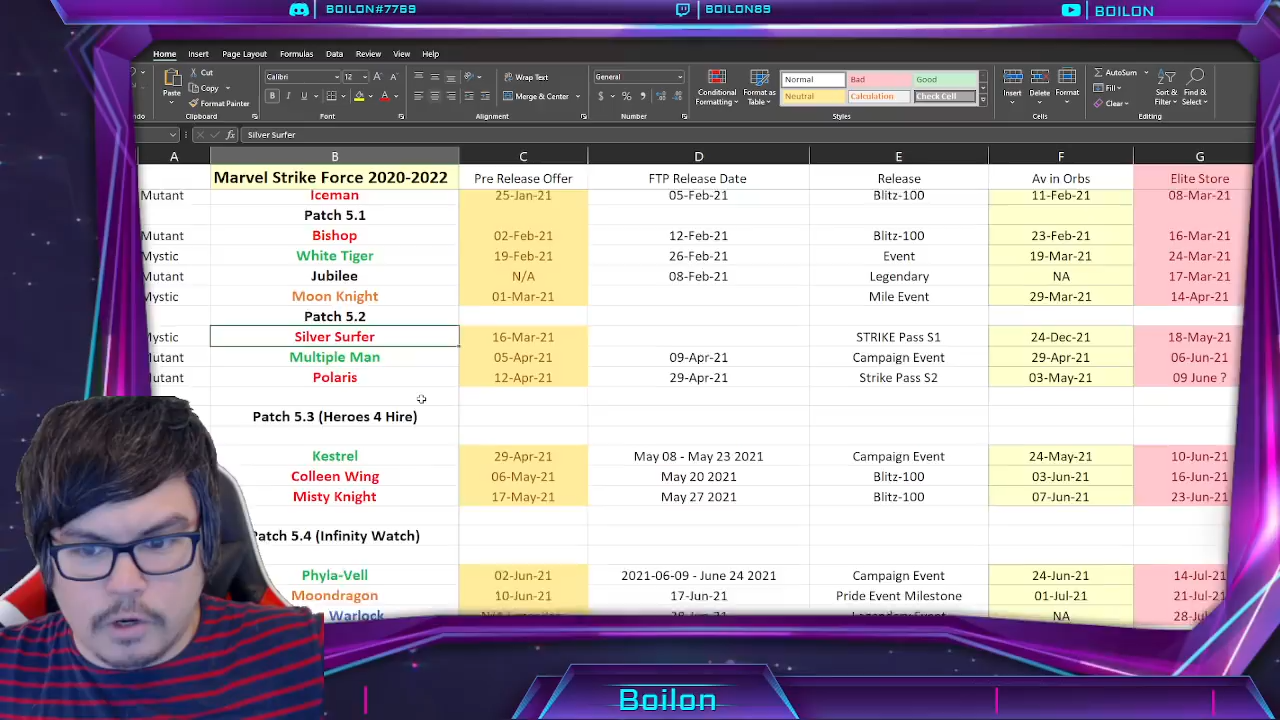 BOILON#7769 BOILON89 BOILON
Home Insert Page Layout Formulas Data Review View Help
Cut
Copy
Paste
Format Painter
Clipboard
Calibri 12
B I U
Font
Wrap Text
Merge & Center
Alignment
General
$ % ,
Number
Conditional Formatting
Format as Table
Normal Bad Good
Neutral Calculation Check Cell
Styles
Insert Delete Format
Cells
AutoSum
Fill
Clear
Sort & Filter
Find & Select
Editing
fx Silver Surfer
A B C D E F G
Marvel Strike Force 2020-2022 Pre Release Offer FTP Release Date Release Av in Orbs Elite Store
Mutant Iceman 25-Jan-21 05-Feb-21 Blitz-100 11-Feb-21 08-Mar-21
Patch 5.1
Mutant Bishop 02-Feb-21 12-Feb-21 Blitz-100 23-Feb-21 16-Mar-21
Mystic White Tiger 19-Feb-21 26-Feb-21 Event 19-Mar-21 24-Mar-21
Mutant Jubilee N/A 08-Feb-21 Legendary NA 17-Mar-21
Mystic Moon Knight 01-Mar-21 Mile Event 29-Mar-21 14-Apr-21
Patch 5.2
Mystic Silver Surfer 16-Mar-21 STRIKE Pass S1 24-Dec-21 18-May-21
Mutant Multiple Man 05-Apr-21 09-Apr-21 Campaign Event 29-Apr-21 06-Jun-21
Mutant Polaris 12-Apr-21 29-Apr-21 Strike Pass S2 03-May-21 09 June ?
Patch 5.3 (Heroes 4 Hire)
Kestrel 29-Apr-21 May 08 - May 23 2021 Campaign Event 24-May-21 10-Jun-21
Colleen Wing 06-May-21 May 20 2021 Blitz-100 03-Jun-21 16-Jun-21
Misty Knight 17-May-21 May 27 2021 Blitz-100 07-Jun-21 23-Jun-21
Patch 5.4 (Infinity Watch)
Phyla-Vell 02-Jun-21 2021-06-09 - June 24 2021 Campaign Event 24-Jun-21 14-Jul-21
Moondragon 10-Jun-21 17-Jun-21 Pride Event Milestone 01-Jul-21 21-Jul-21
Warlock NA
Boilon